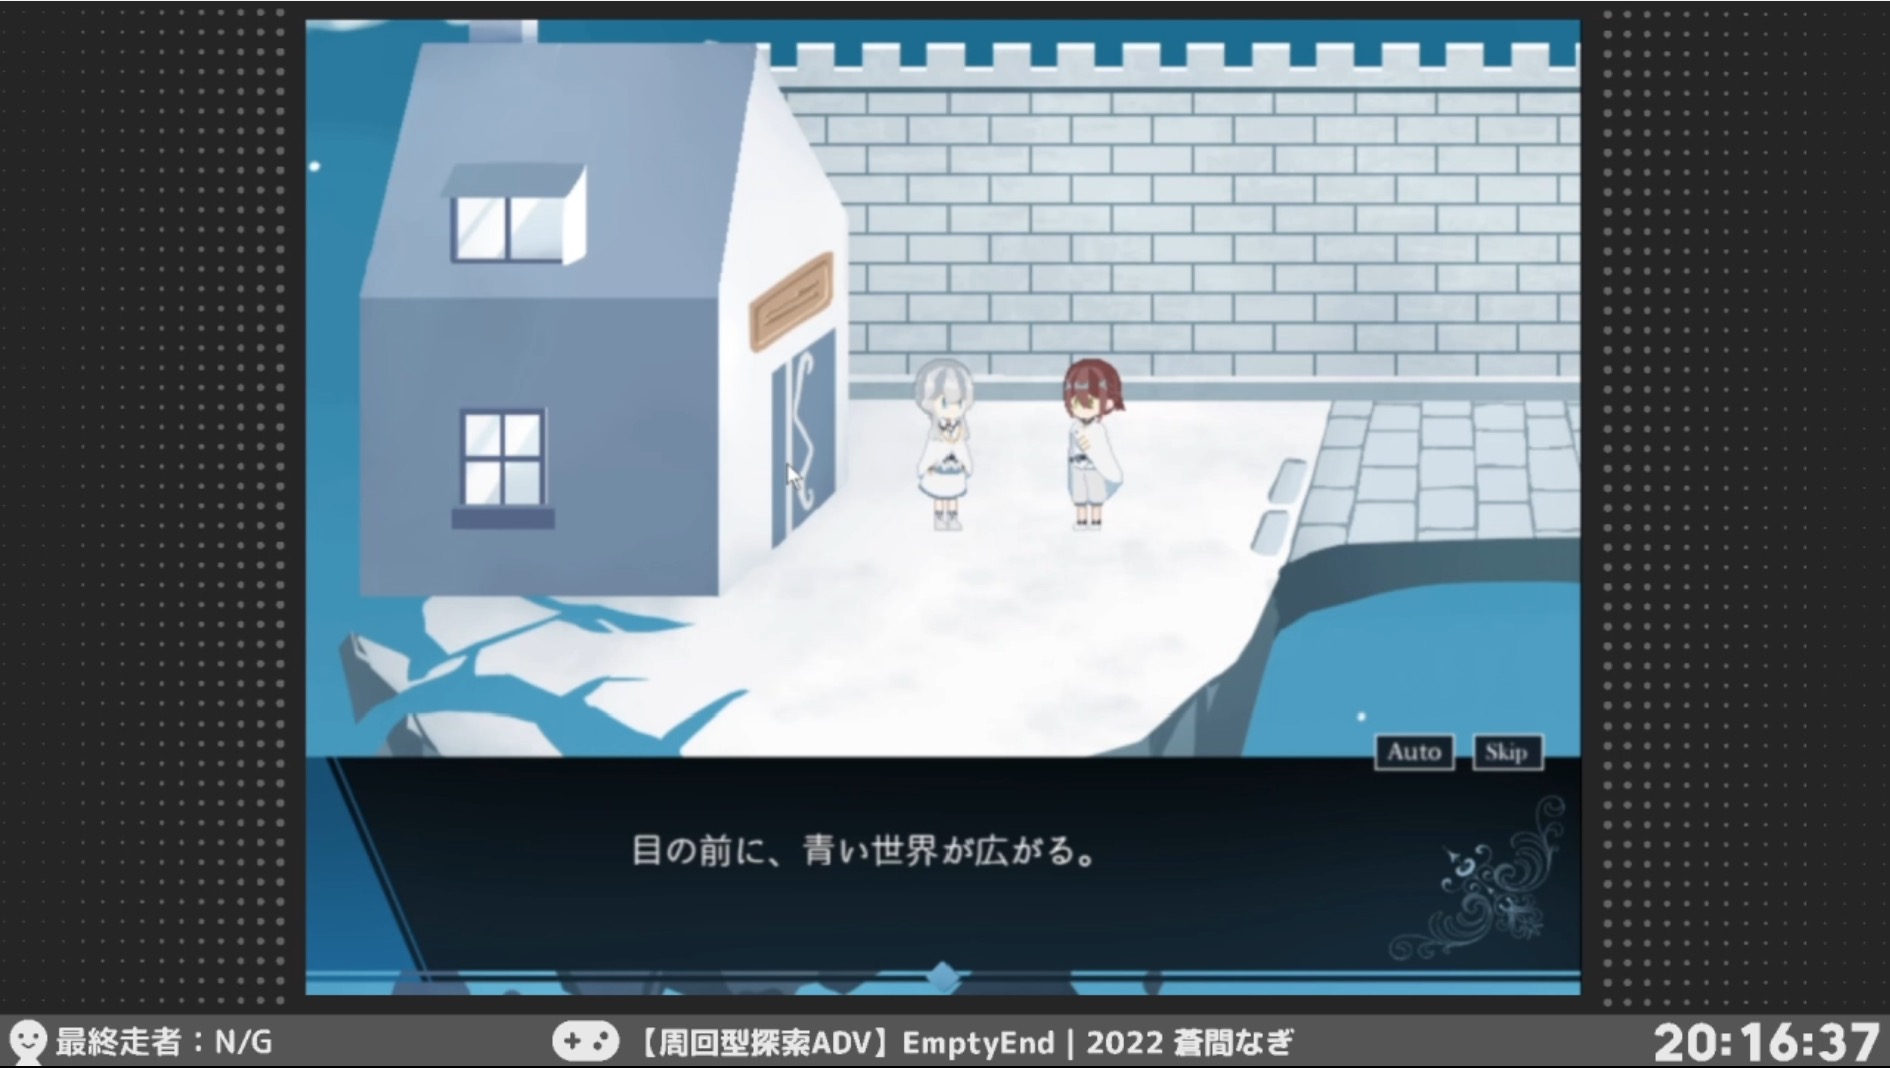 Auto
Skip
目の前に、青い世界が広がる。
最終走者：N/G
【周回型探索ADV】EmptyEnd | 2022 蒼間なぎ
20:16:37